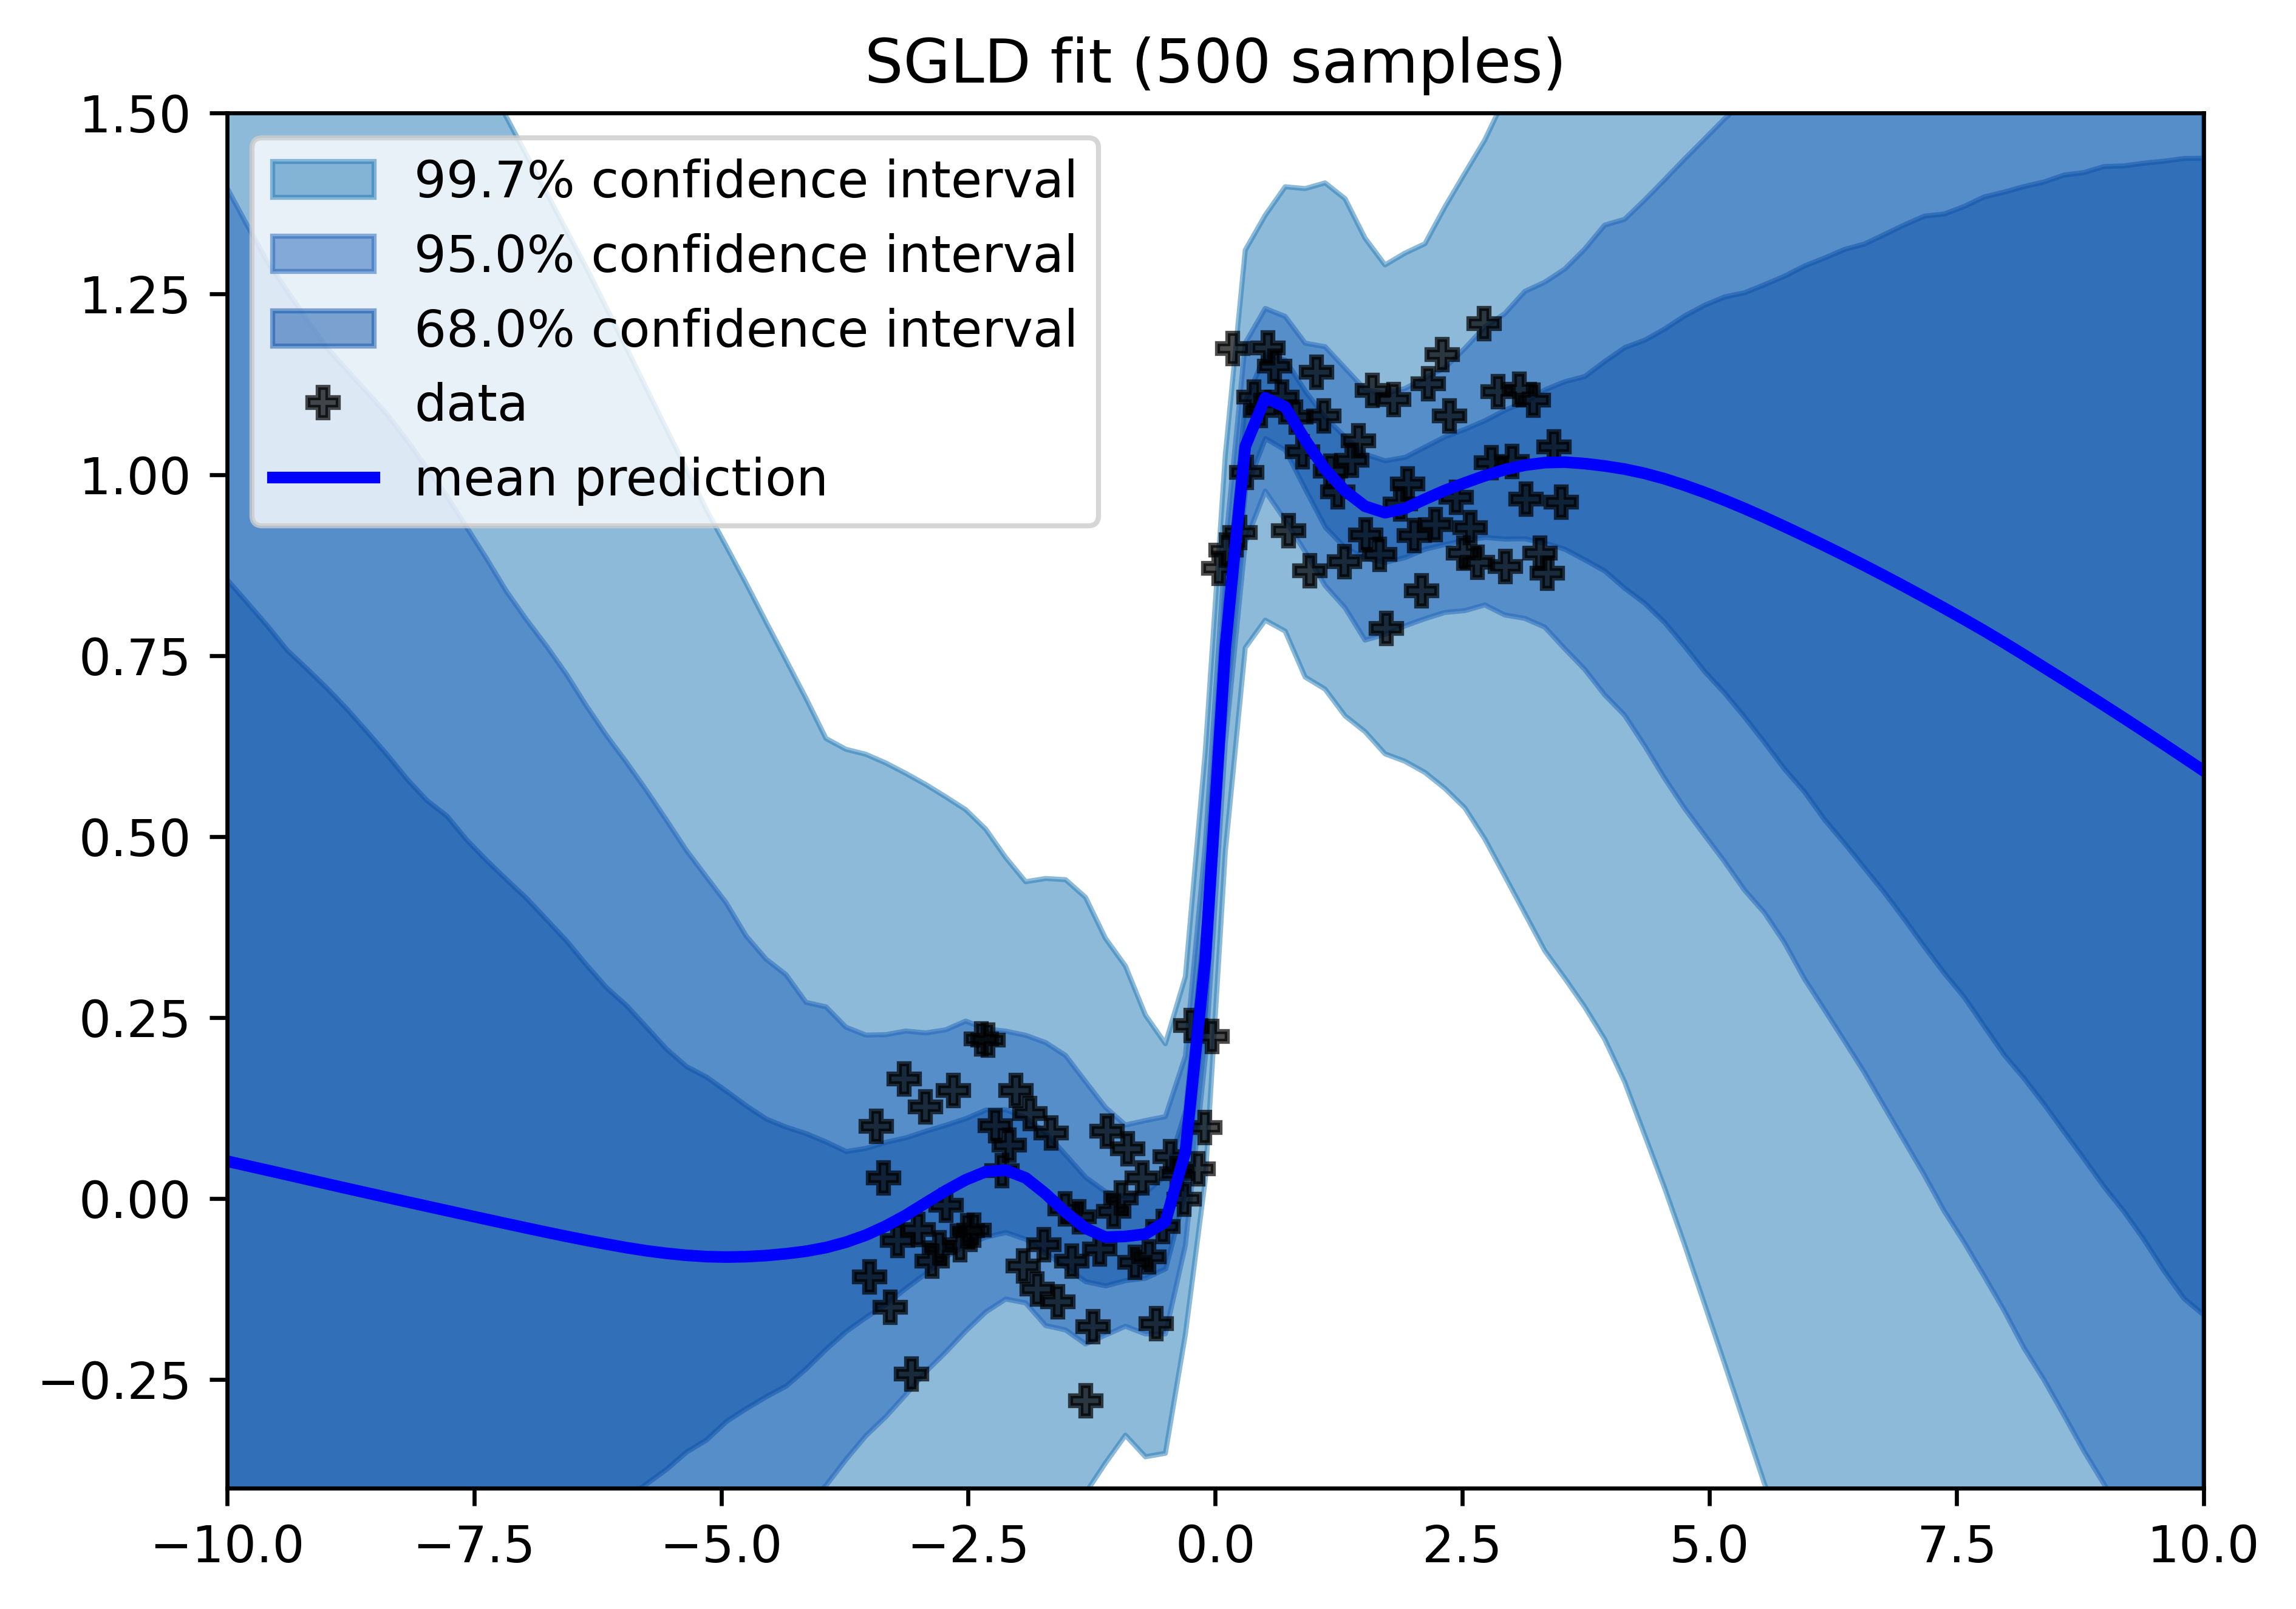 SGLD fit (500 samples)
1.50
1.25
1.00
0.75
0.50
0.25
0.00
−0.25
99.7% confidence interval
95.0% confidence interval
68.0% confidence interval
data
mean prediction
−10.0 −7.5 −5.0 −2.5 0.0 2.5 5.0 7.5 10.0